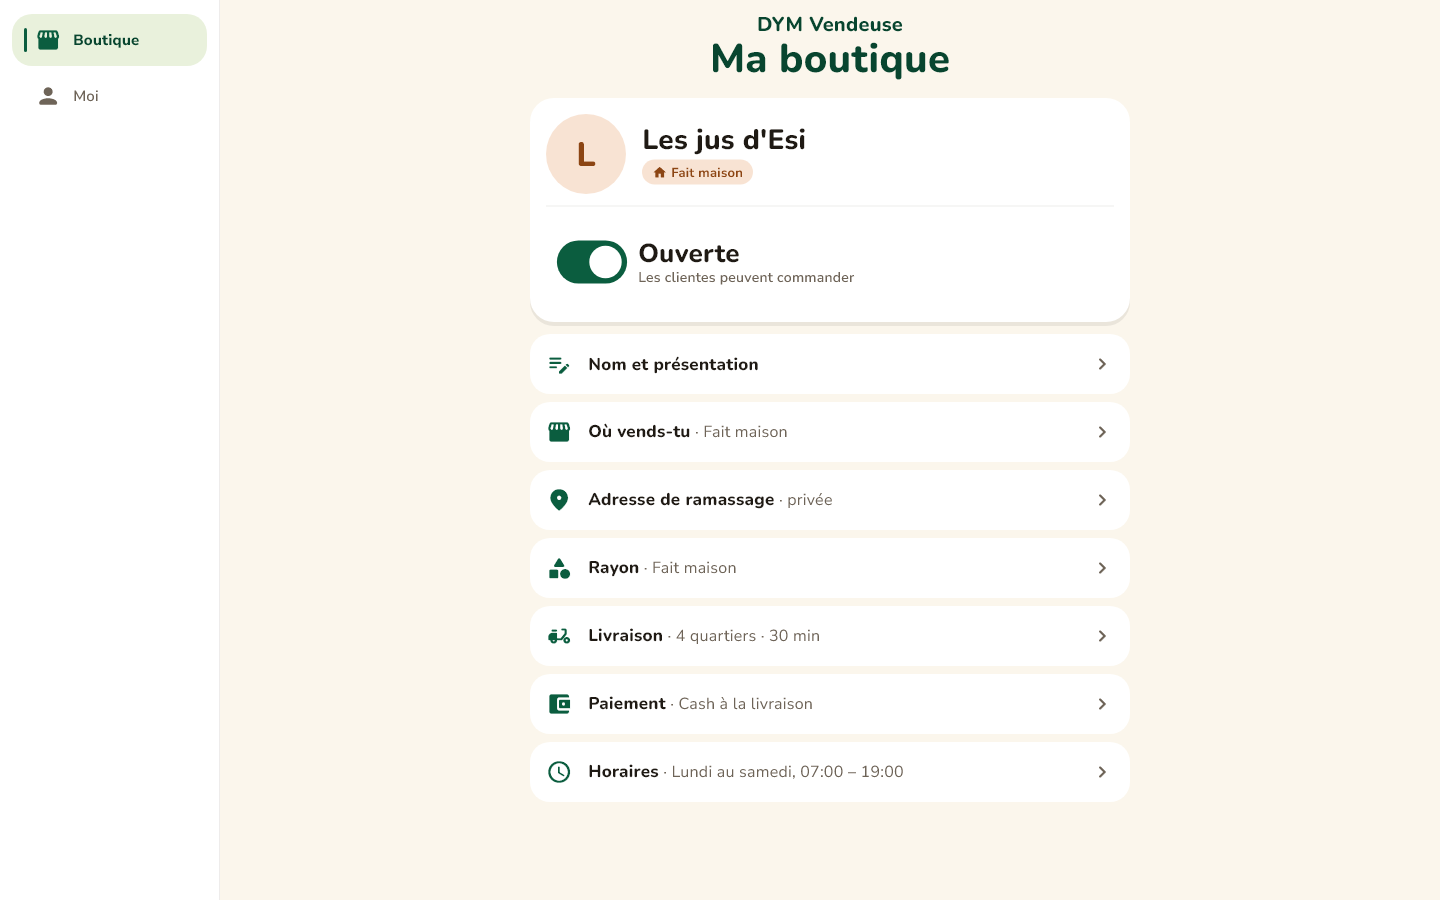 Boutique
Moi
DYM Vendeuse
Ma boutique
L
Les jus d'Esi
Fait maison
Ouverte
Les clientes peuvent commander
Nom et présentation
Où vends-tu · Fait maison
Adresse de ramassage · privée
Rayon · Fait maison
Livraison · 4 quartiers · 30 min
Paiement · Cash à la livraison
Horaires · Lundi au samedi, 07:00 – 19:00